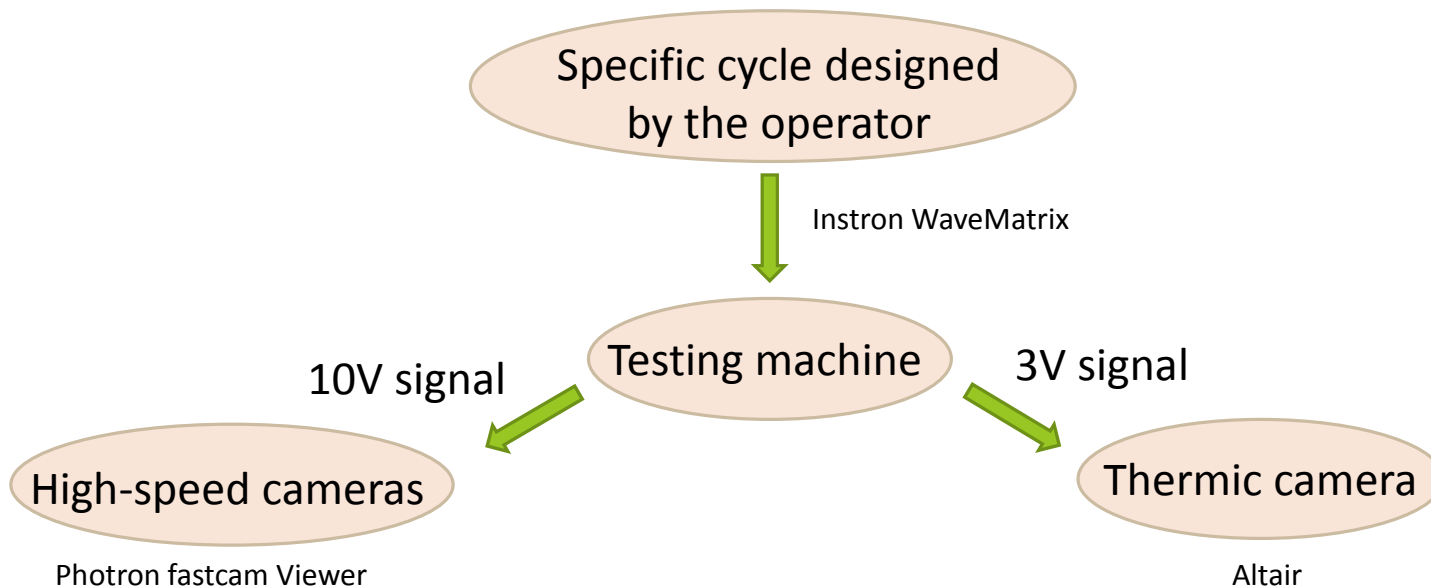 Specific cycle designed
by the operator
Instron WaveMatrix
Testing machine
10V signal
3V signal
High-speed cameras
Thermic camera
Photron fastcam Viewer
Altair